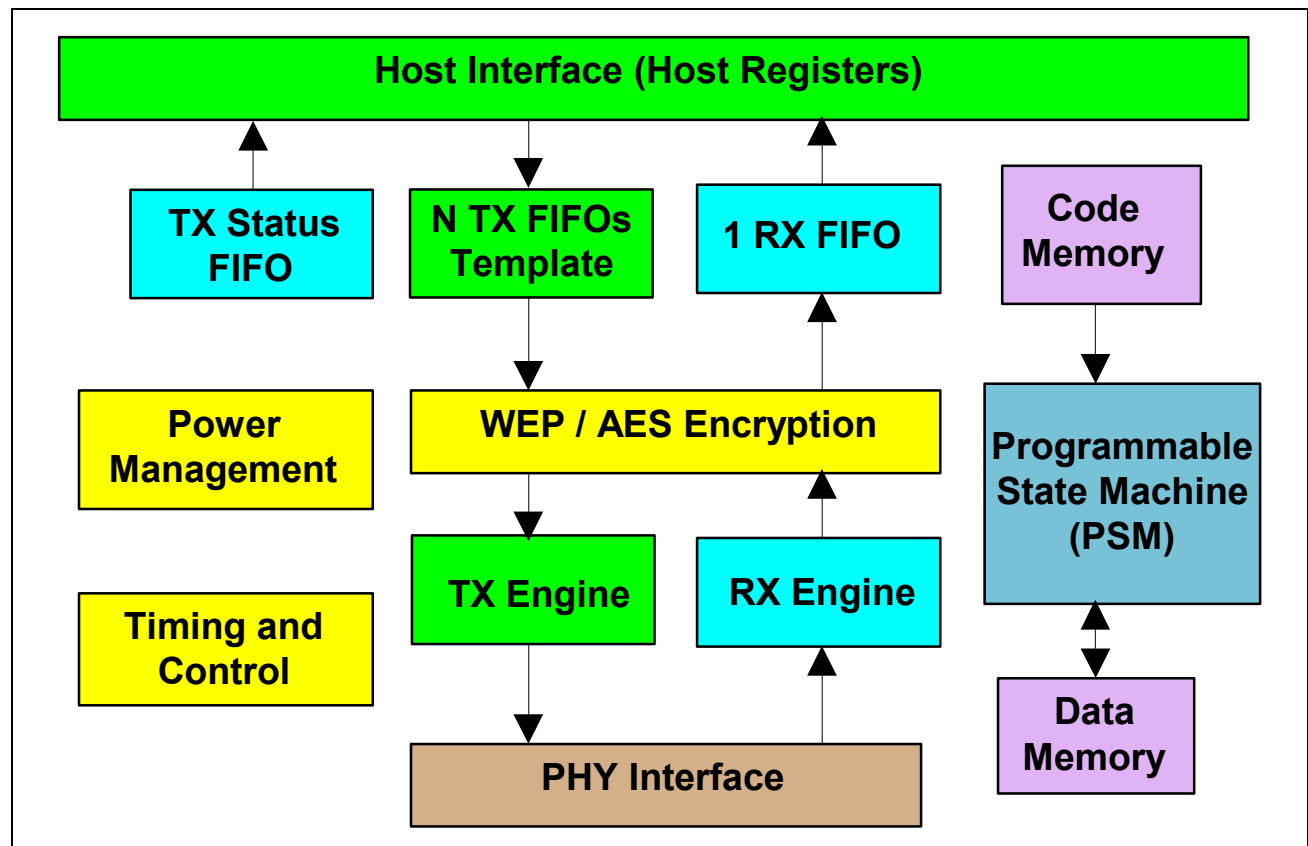 Host Interface (Host Registers)
TX Status
FIFO
N TX FIFOs
Template
1 RX FIFO
Code
Memory
Power
Management
WEP / AES Encryption
Programmable
State Machine
(PSM)
Timing and
Control
TX Engine
RX Engine
PHY Interface
Data
Memory